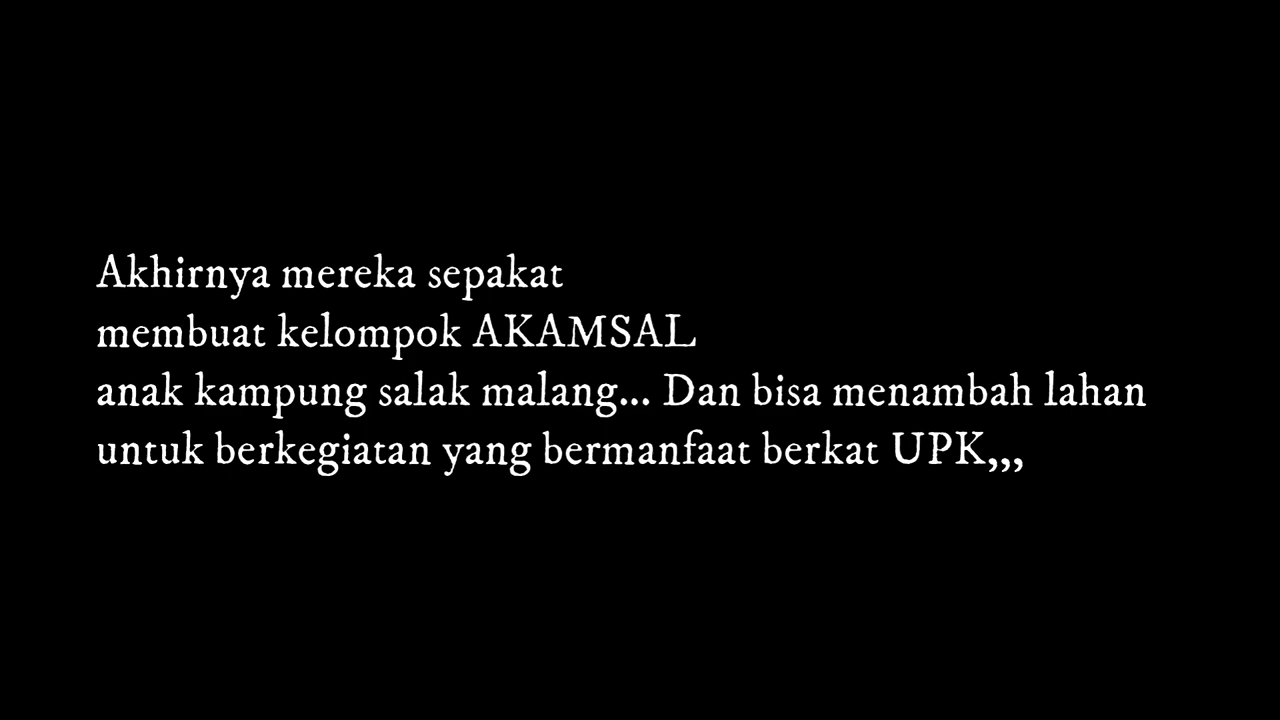 Akhirnya mereka sepakat
membuat kelompok AKAMSAL
anak kampung salak malang... Dan bisa menambah lahan
untuk berkegiatan yang bermanfaat berkat UPK,,,